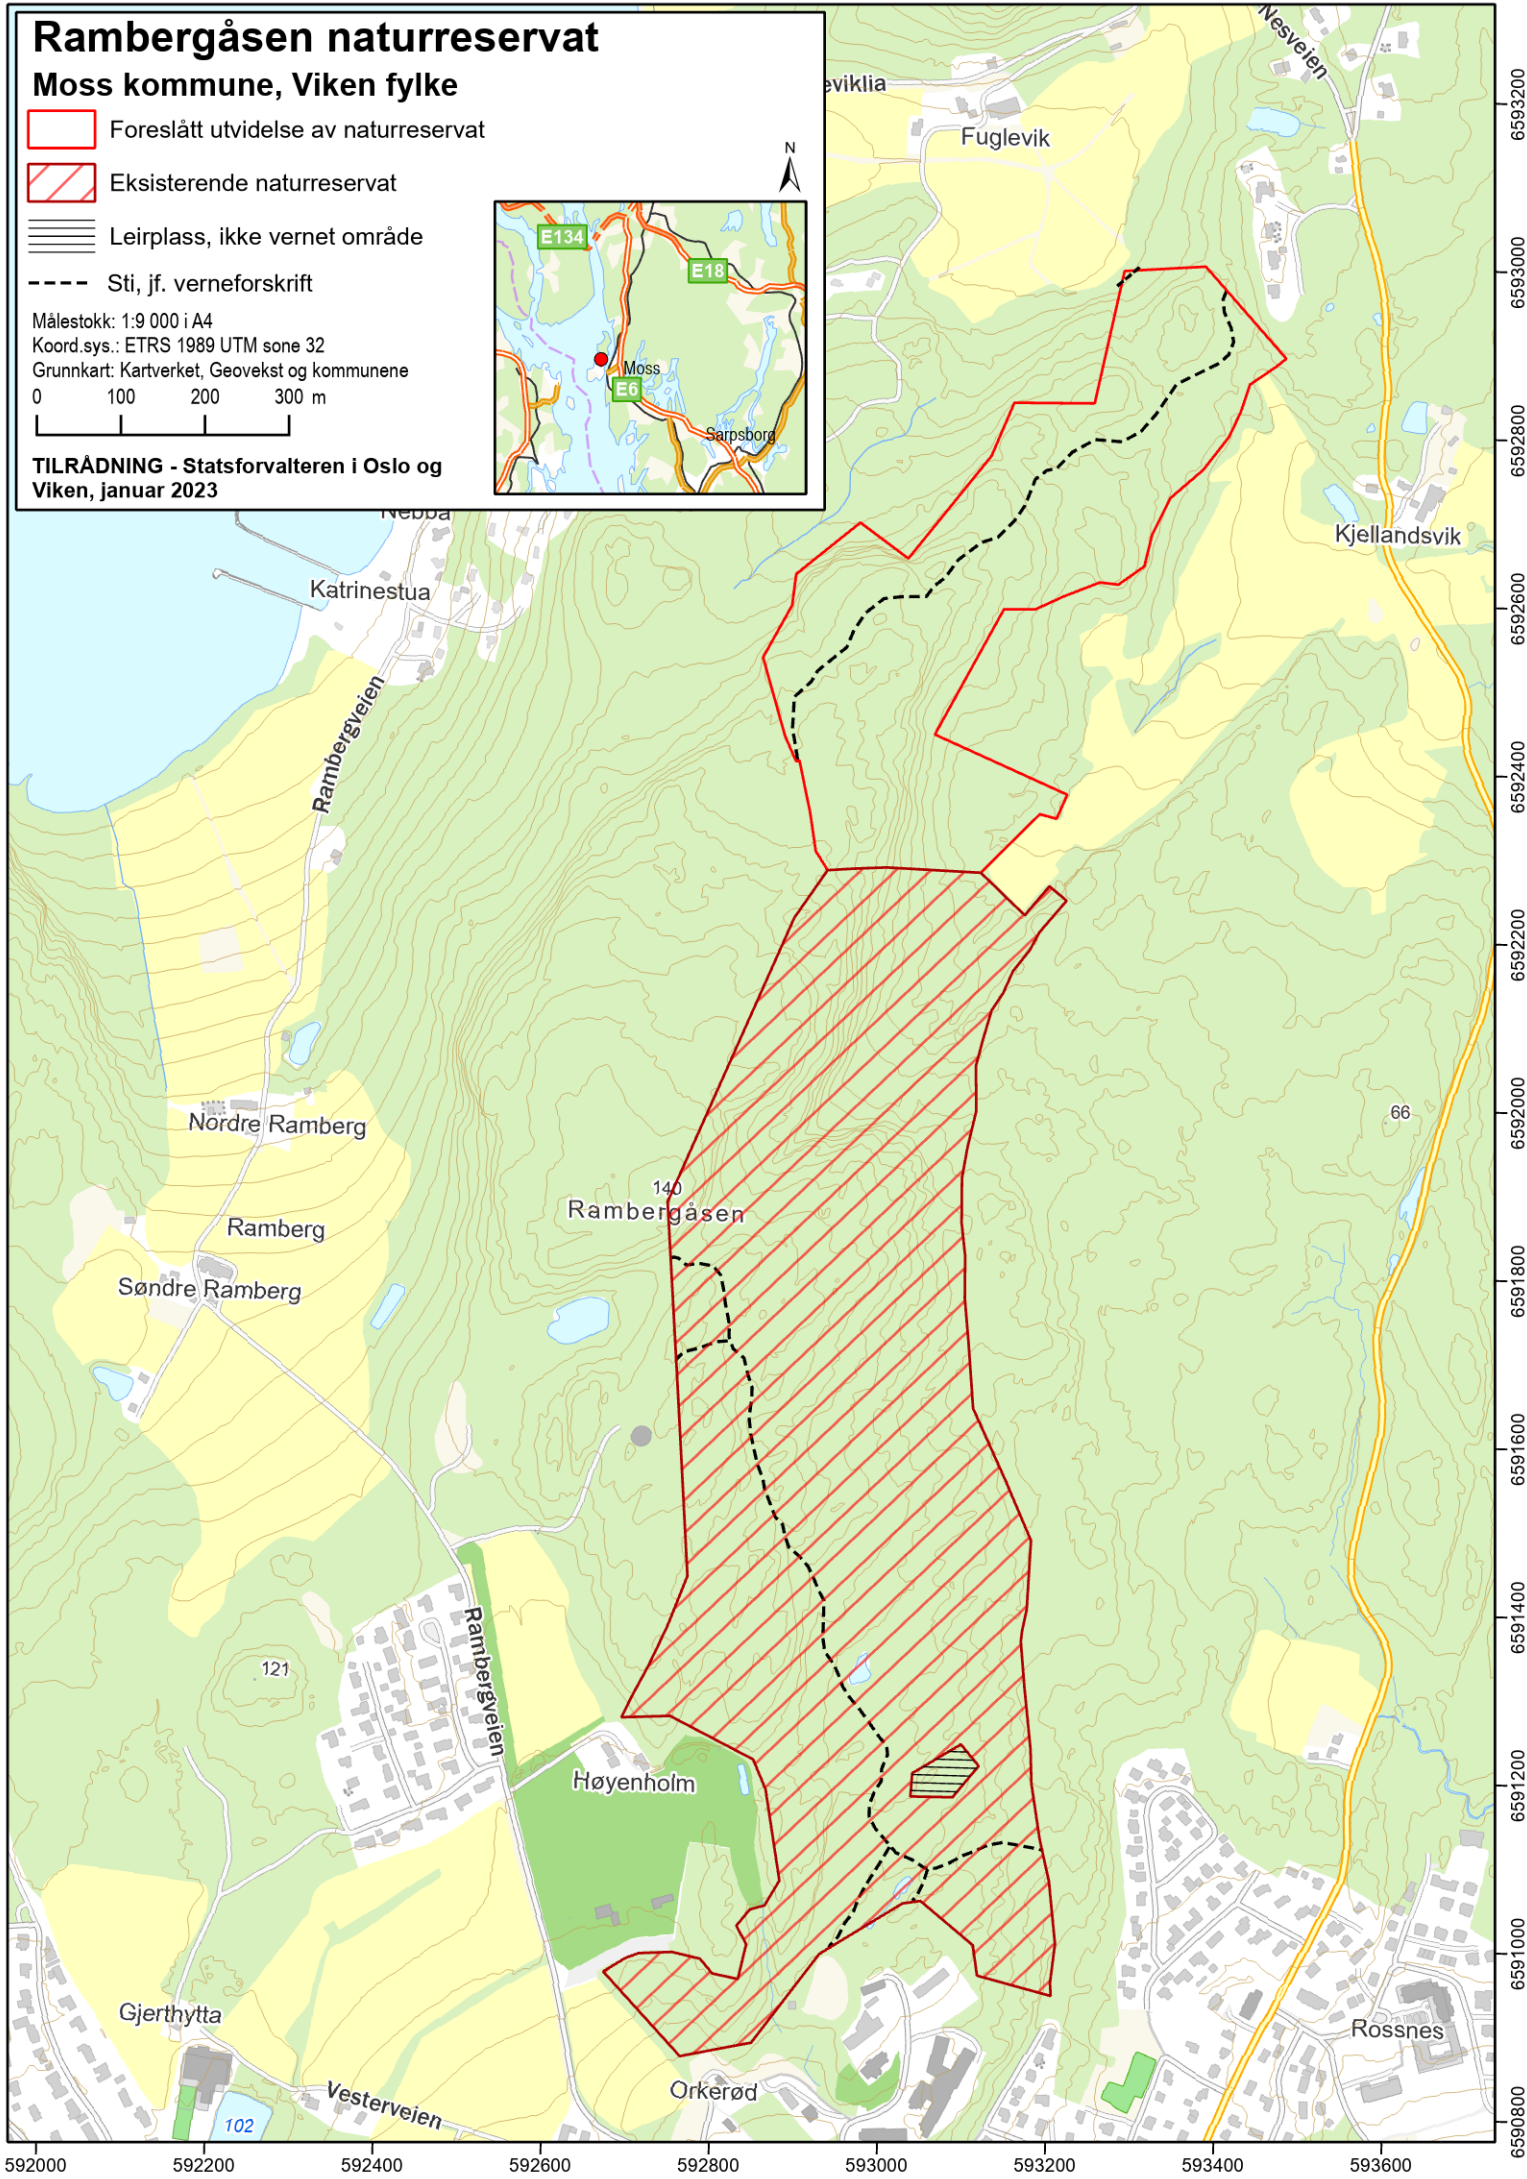 Rambergåsen naturreservat
Moss kommune, Viken fylke
Foreslått utvidelse av naturreservat
Eksisterende naturreservat
Leirplass, ikke vernet område
Sti, jf. verneforskrift
Målestokk: 1:9 000 i A4
Koord.sys.: ETRS 1989 UTM sone 32
Grunnkart: Kartverket, Geovekst og kommunene
0 100 200 300 m
TILRÅDNING - Statsforvalteren i Oslo og
Viken, januar 2023
N
E134
E18
Moss
E6
Sarpsborg
eviklia
Fuglevik
Nesveien
Nebba
Katrinestua
Kjellandsvik
Rambergveien
Nordre Ramberg
66
140
Rambergåsen
Ramberg
Søndre Ramberg
121
Rambergveien
Høyenholm
Gjerthytta
Rossnes
Orkerød
Vesterveien
102
6593200
6593000
6592800
6592600
6592400
6592200
6592000
6591800
6591600
6591400
6591200
6591000
6590800
592000 592200 592400 592600 592800 593000 593200 593400 593600